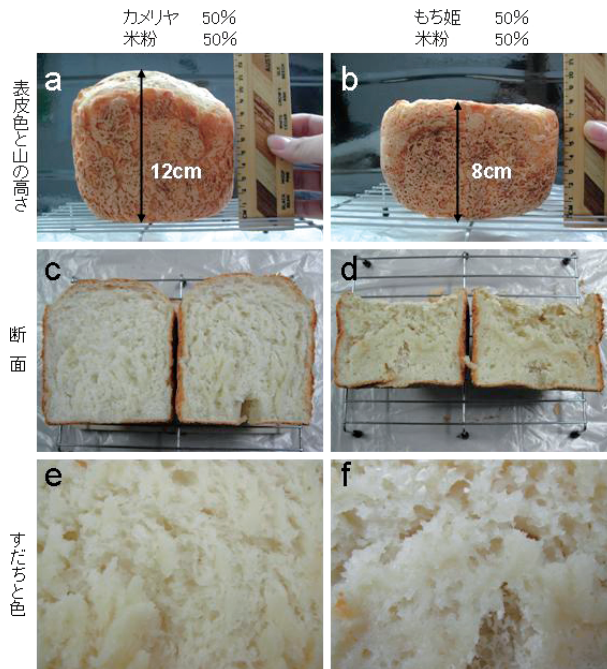 カメリヤ 50%
米粉 50%
もち姫 50%
米粉 50%
表皮色と山の高さ
a
12cm
b
8cm
断面
c
d
すだちと色
e
f